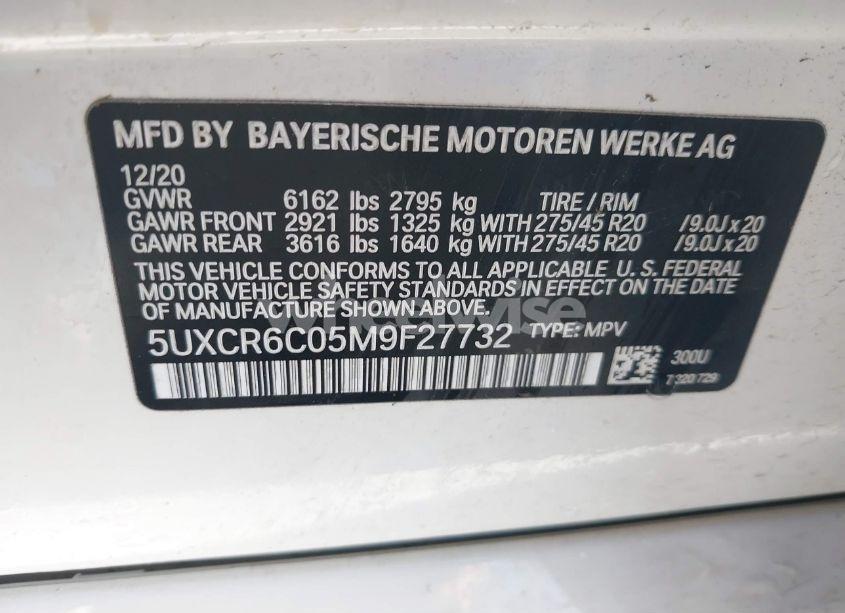 MFD BY BAYERISCHE MOTOREN WERKE AG
12/20
GVWR 6162 lbs 2795 kg TIRE / RIM
GAWR FRONT 2921 lbs 1325 kg WITH 275/45 R20 /9.0J x 20
GAWR REAR 3616 lbs 1640 kg WITH 275/45 R20 /9.0J x 20
THIS VEHICLE CONFORMS TO ALL APPLICABLE U. S. FEDERAL
MOTOR VEHICLE SAFETY STANDARDS IN EFFECT ON THE DATE
OF MANUFACTURE SHOWN ABOVE.
5UXCR6C05M9F27732 TYPE: MPV
300U
7 320 729